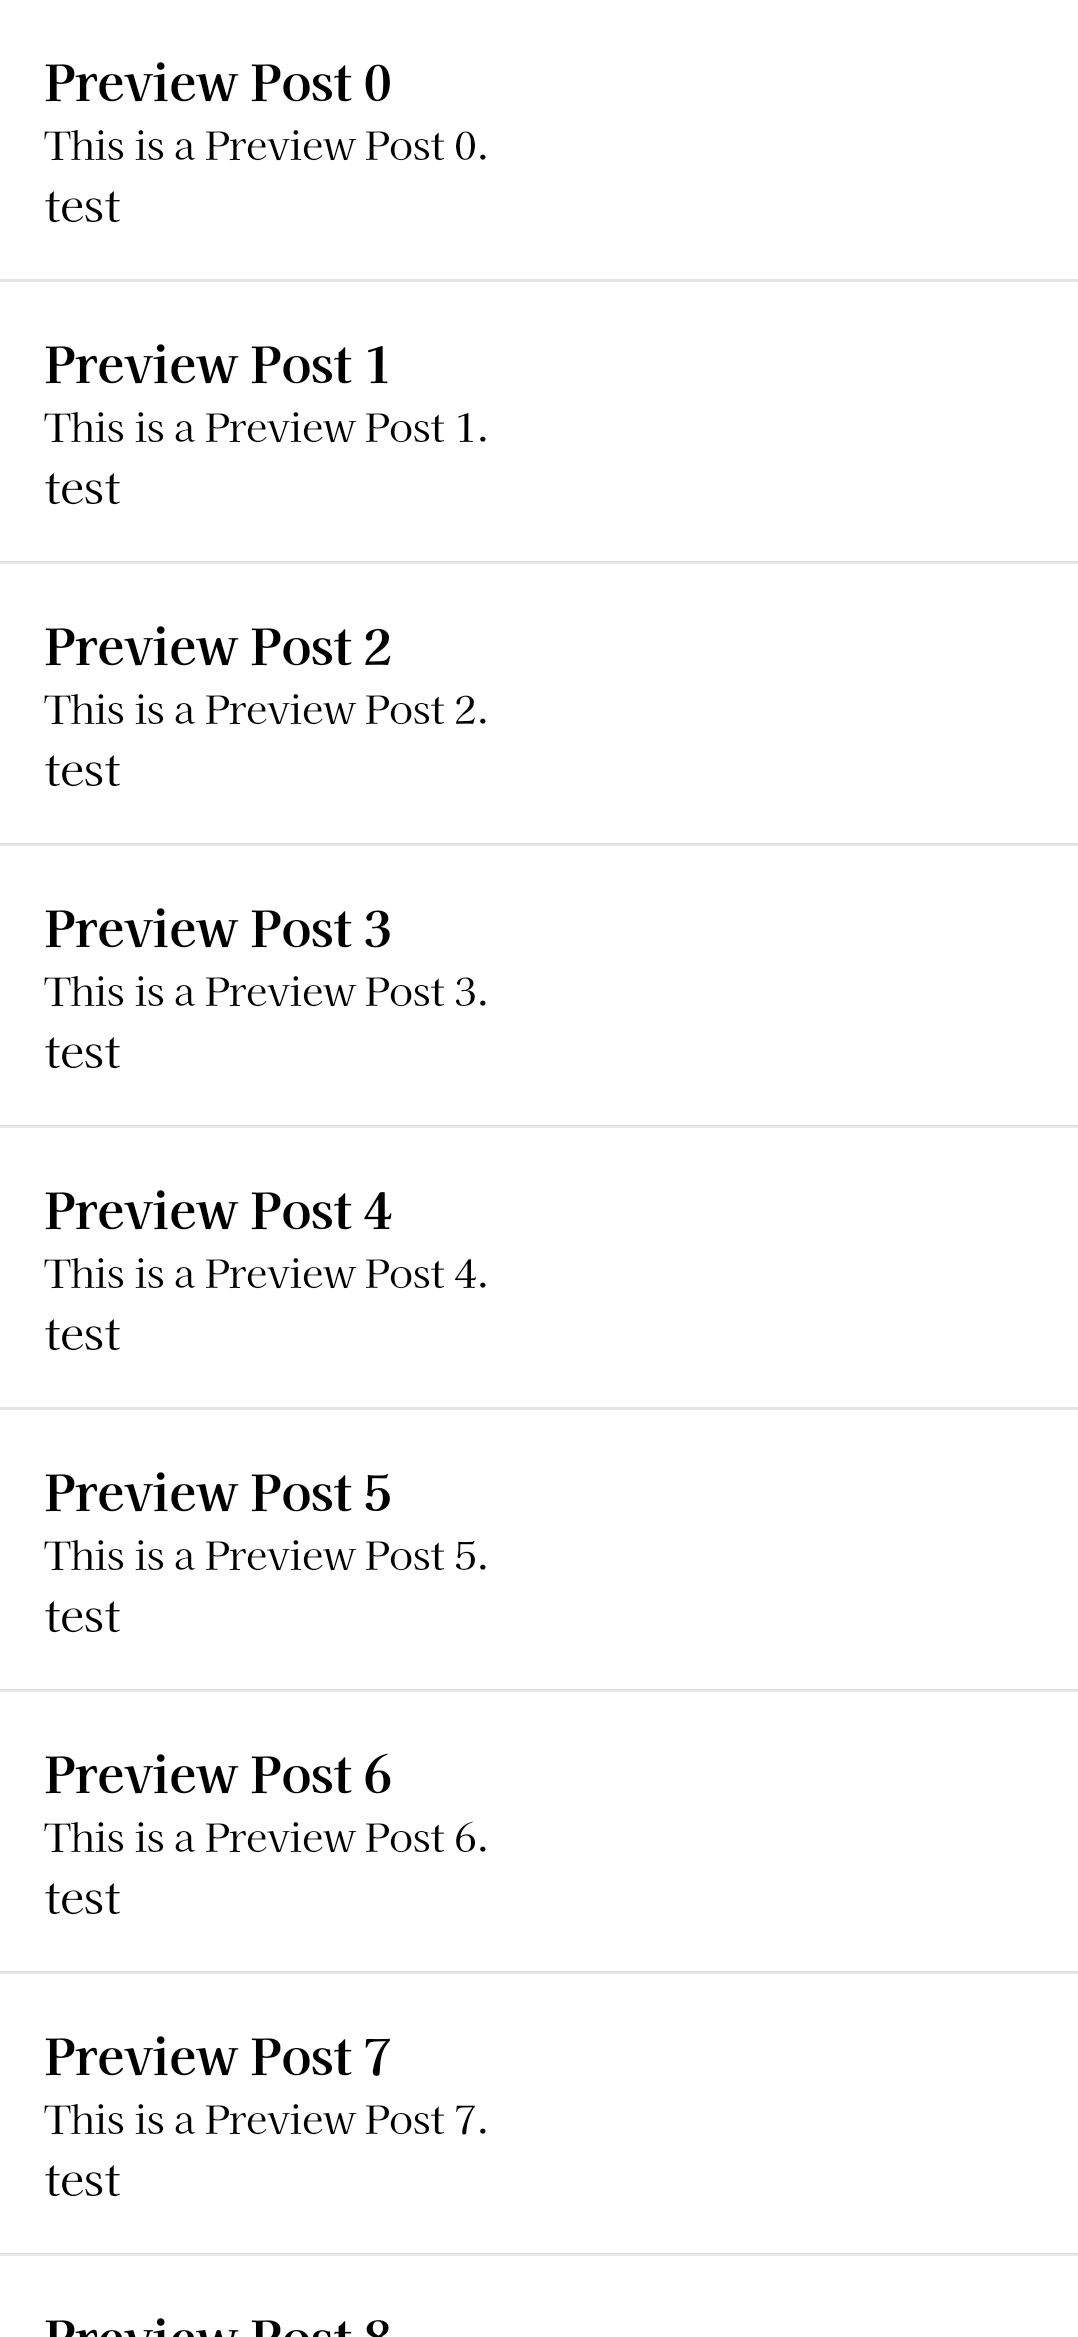 Preview Post 0
This is a Preview Post 0.
test
Preview Post 1
This is a Preview Post 1.
test
Preview Post 2
This is a Preview Post 2.
test
Preview Post 3
This is a Preview Post 3.
test
Preview Post 4
This is a Preview Post 4.
test
Preview Post 5
This is a Preview Post 5.
test
Preview Post 6
This is a Preview Post 6.
test
Preview Post 7
This is a Preview Post 7.
test
Preview Post 8